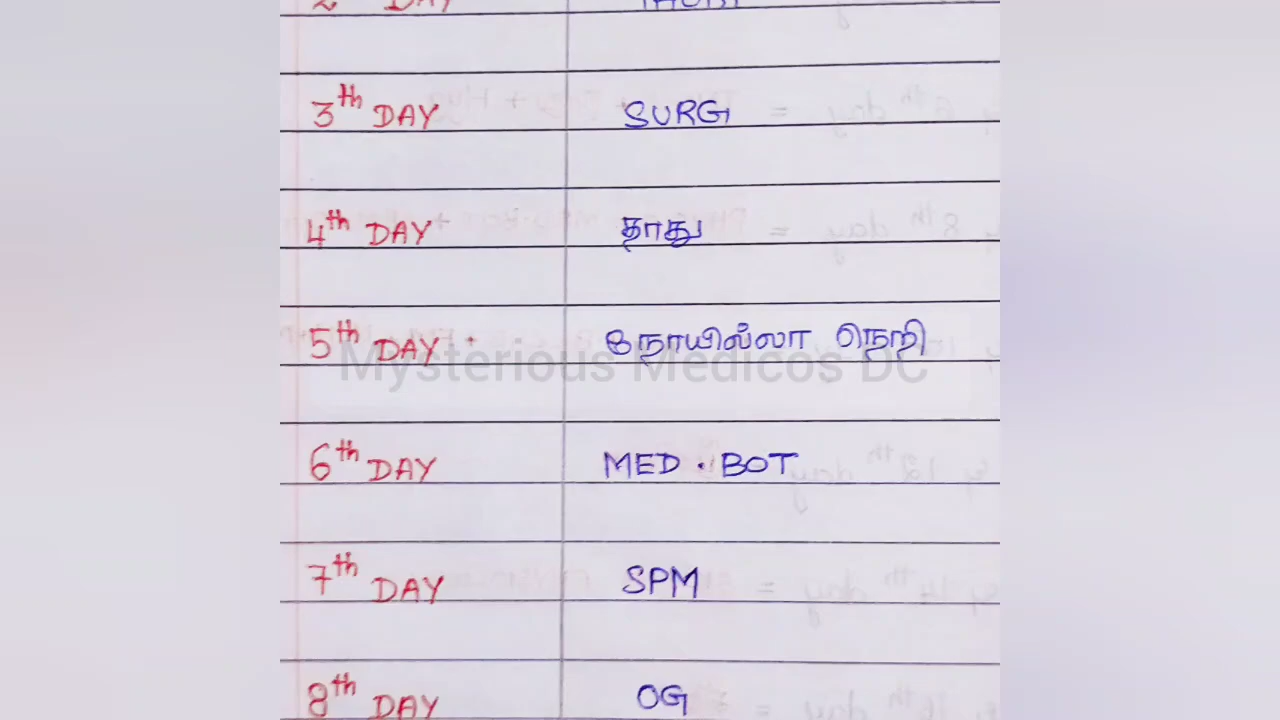 DAY
3th DAY SURG
4th DAY தாது
5th DAY நோயில்லா நெறி
Mysterious Medicos DC
6th DAY MED. BOT
7th DAY SPM
8th DAY OG